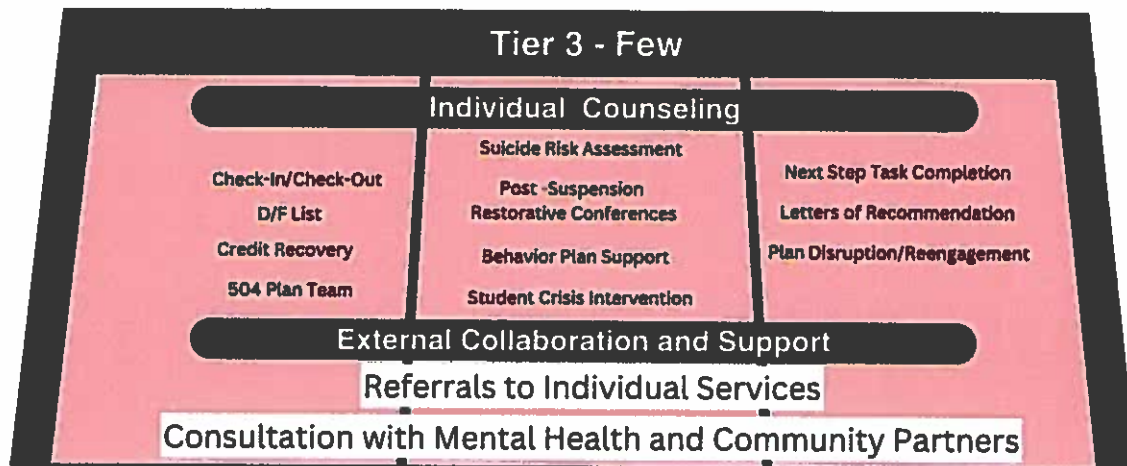 Tier 3 - Few
Individual Counseling
Check-In/Check-Out
D/F List
Credit Recovery
504 Plan Team
Suicide Risk Assessment
Post -Suspension
Restorative Conferences
Behavior Plan Support
Student Crisis Intervention
Next Step Task Completion
Letters of Recommendation
Plan Disruption/Reengagement
External Collaboration and Support
Referrals to Individual Services
Consultation with Mental Health and Community Partners